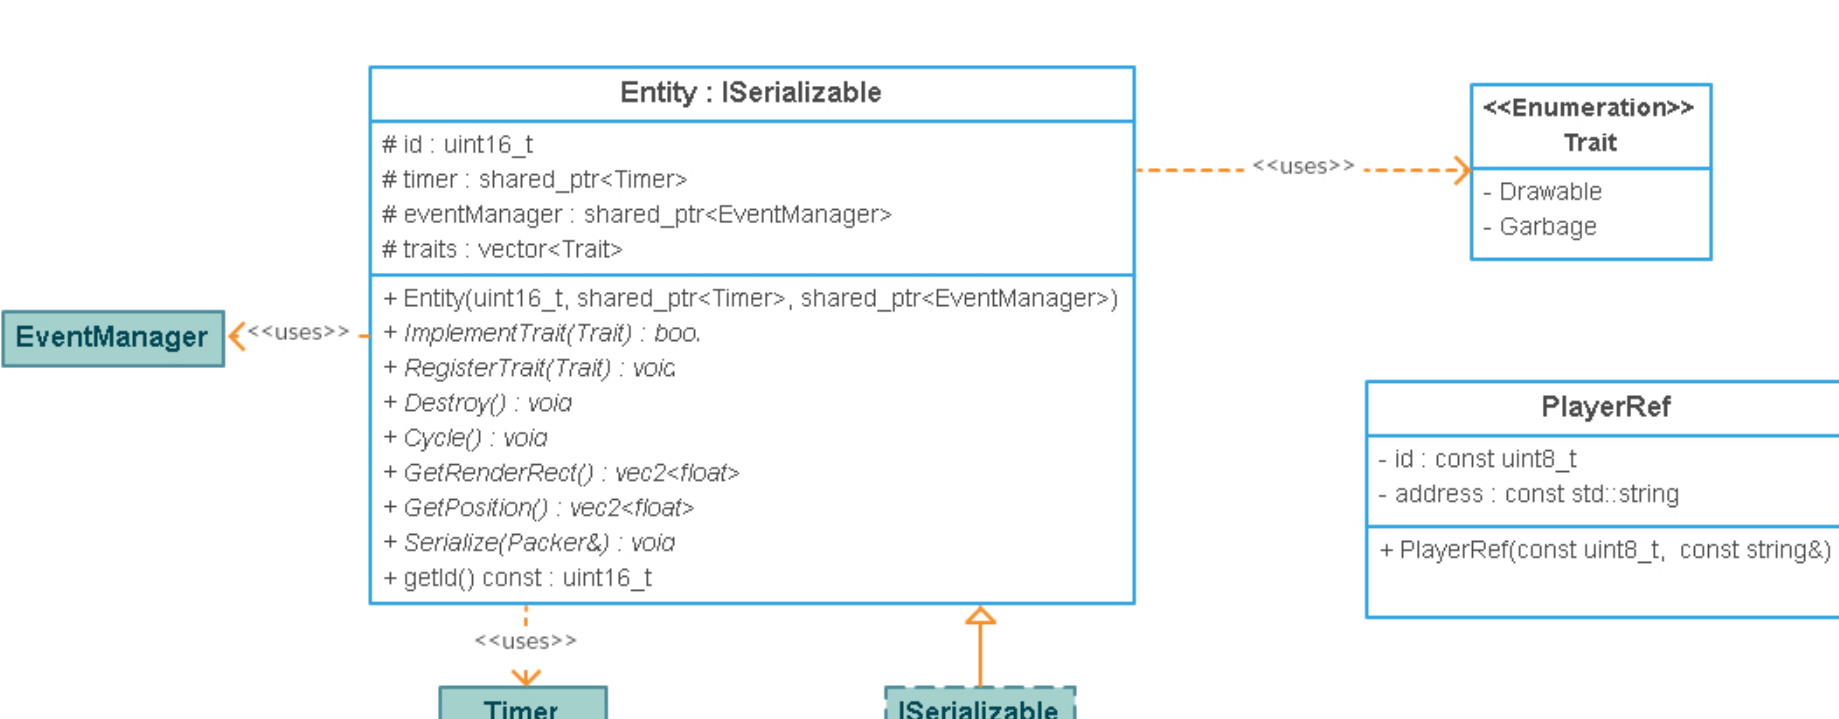 Entity : ISerializable
# id : uint16_t
# timer : shared_ptr<Timer>
# eventManager : shared_ptr<EventManager>
# traits : vector<Trait>
+ Entity(uint16_t, shared_ptr<Timer>, shared_ptr<EventManager>)
+ ImplementTrait(Trait) : bool
+ RegisterTrait(Trait) : void
+ Destroy() : void
+ Cycle() : void
+ GetRenderRect() : vec2<float>
+ GetPosition() : vec2<float>
+ Serialize(Packer&) : void
+ getId() const : uint16_t
<<uses>>
<<Enumeration>>
Trait
- Drawable
- Garbage
EventManager
<<uses>>
PlayerRef
- id : const uint8_t
- address : const std::string
+ PlayerRef(const uint8_t, const string&)
<<uses>>
Timer
ISerializable